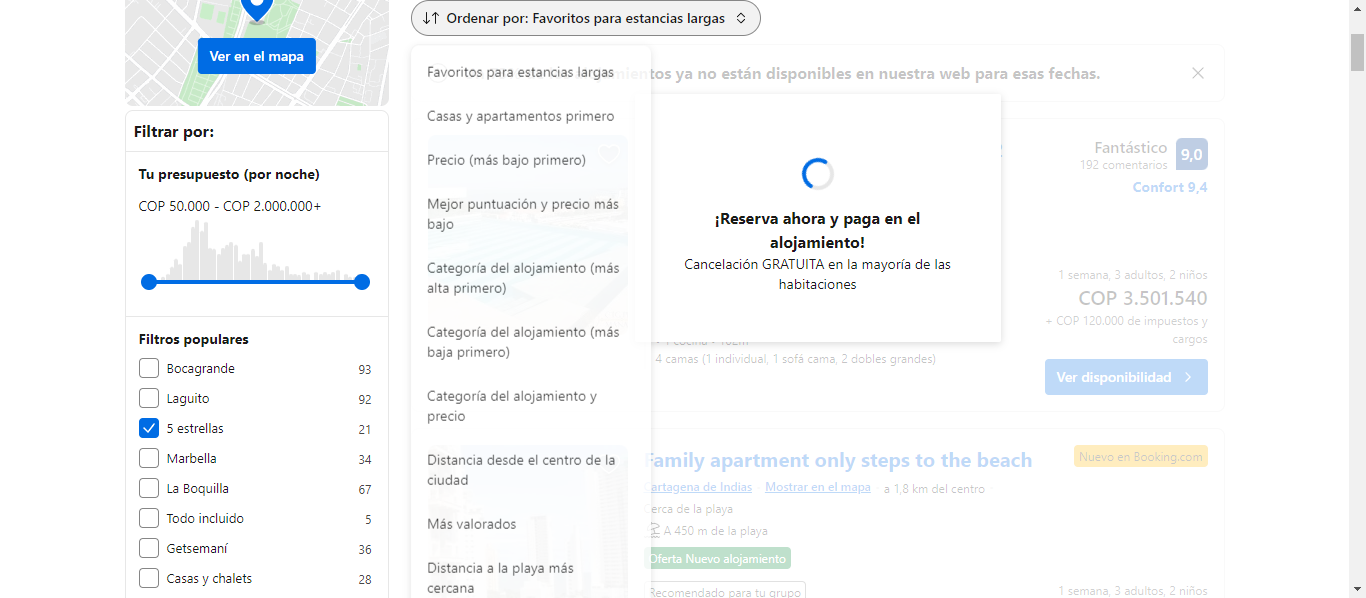 Ver en el mapa
Filtrar por:
Tu presupuesto (por noche)
COP 50.000 - COP 2.000.000+
Filtros populares
Bocagrande 93
Laguito 92
5 estrellas 21
Marbella 34
La Boquilla 67
Todo incluido 5
Getsemaní 36
Casas y chalets 28
Ordenar por: Favoritos para estancias largas
Favoritos para estancias largas
Casas y apartamentos primero
Precio (más bajo primero)
Mejor puntuación y precio más
bajo
Categoría del alojamiento (más
alta primero)
Categoría del alojamiento (más
baja primero)
Categoría del alojamiento y
precio
Distancia desde el centro de la
ciudad
Más valorados
Distancia a la playa más
cercana
ya no están disponibles en nuestra web para esas fechas.
¡Reserva ahora y paga en el
alojamiento!
Cancelación GRATUITA en la mayoría de las
habitaciones
Fantástico 9,0
192 comentarios
Confort 9,4
1 semana, 3 adultos, 2 niños
COP 3.501.540
+ COP 120.000 de impuestos y
cargos
4 camas (1 individual, 1 sofá cama, 2 dobles grandes)
Ver disponibilidad
Family apartment only steps to the beach
Nuevo en Booking.com
Cartagena de Indias Mostrar en el mapa a 1,8 km del centro
Cerca de la playa
A 450 m de la playa
Oferta Nuevo alojamiento
Recomendado para tu grupo
1 semana, 3 adultos, 2 niños